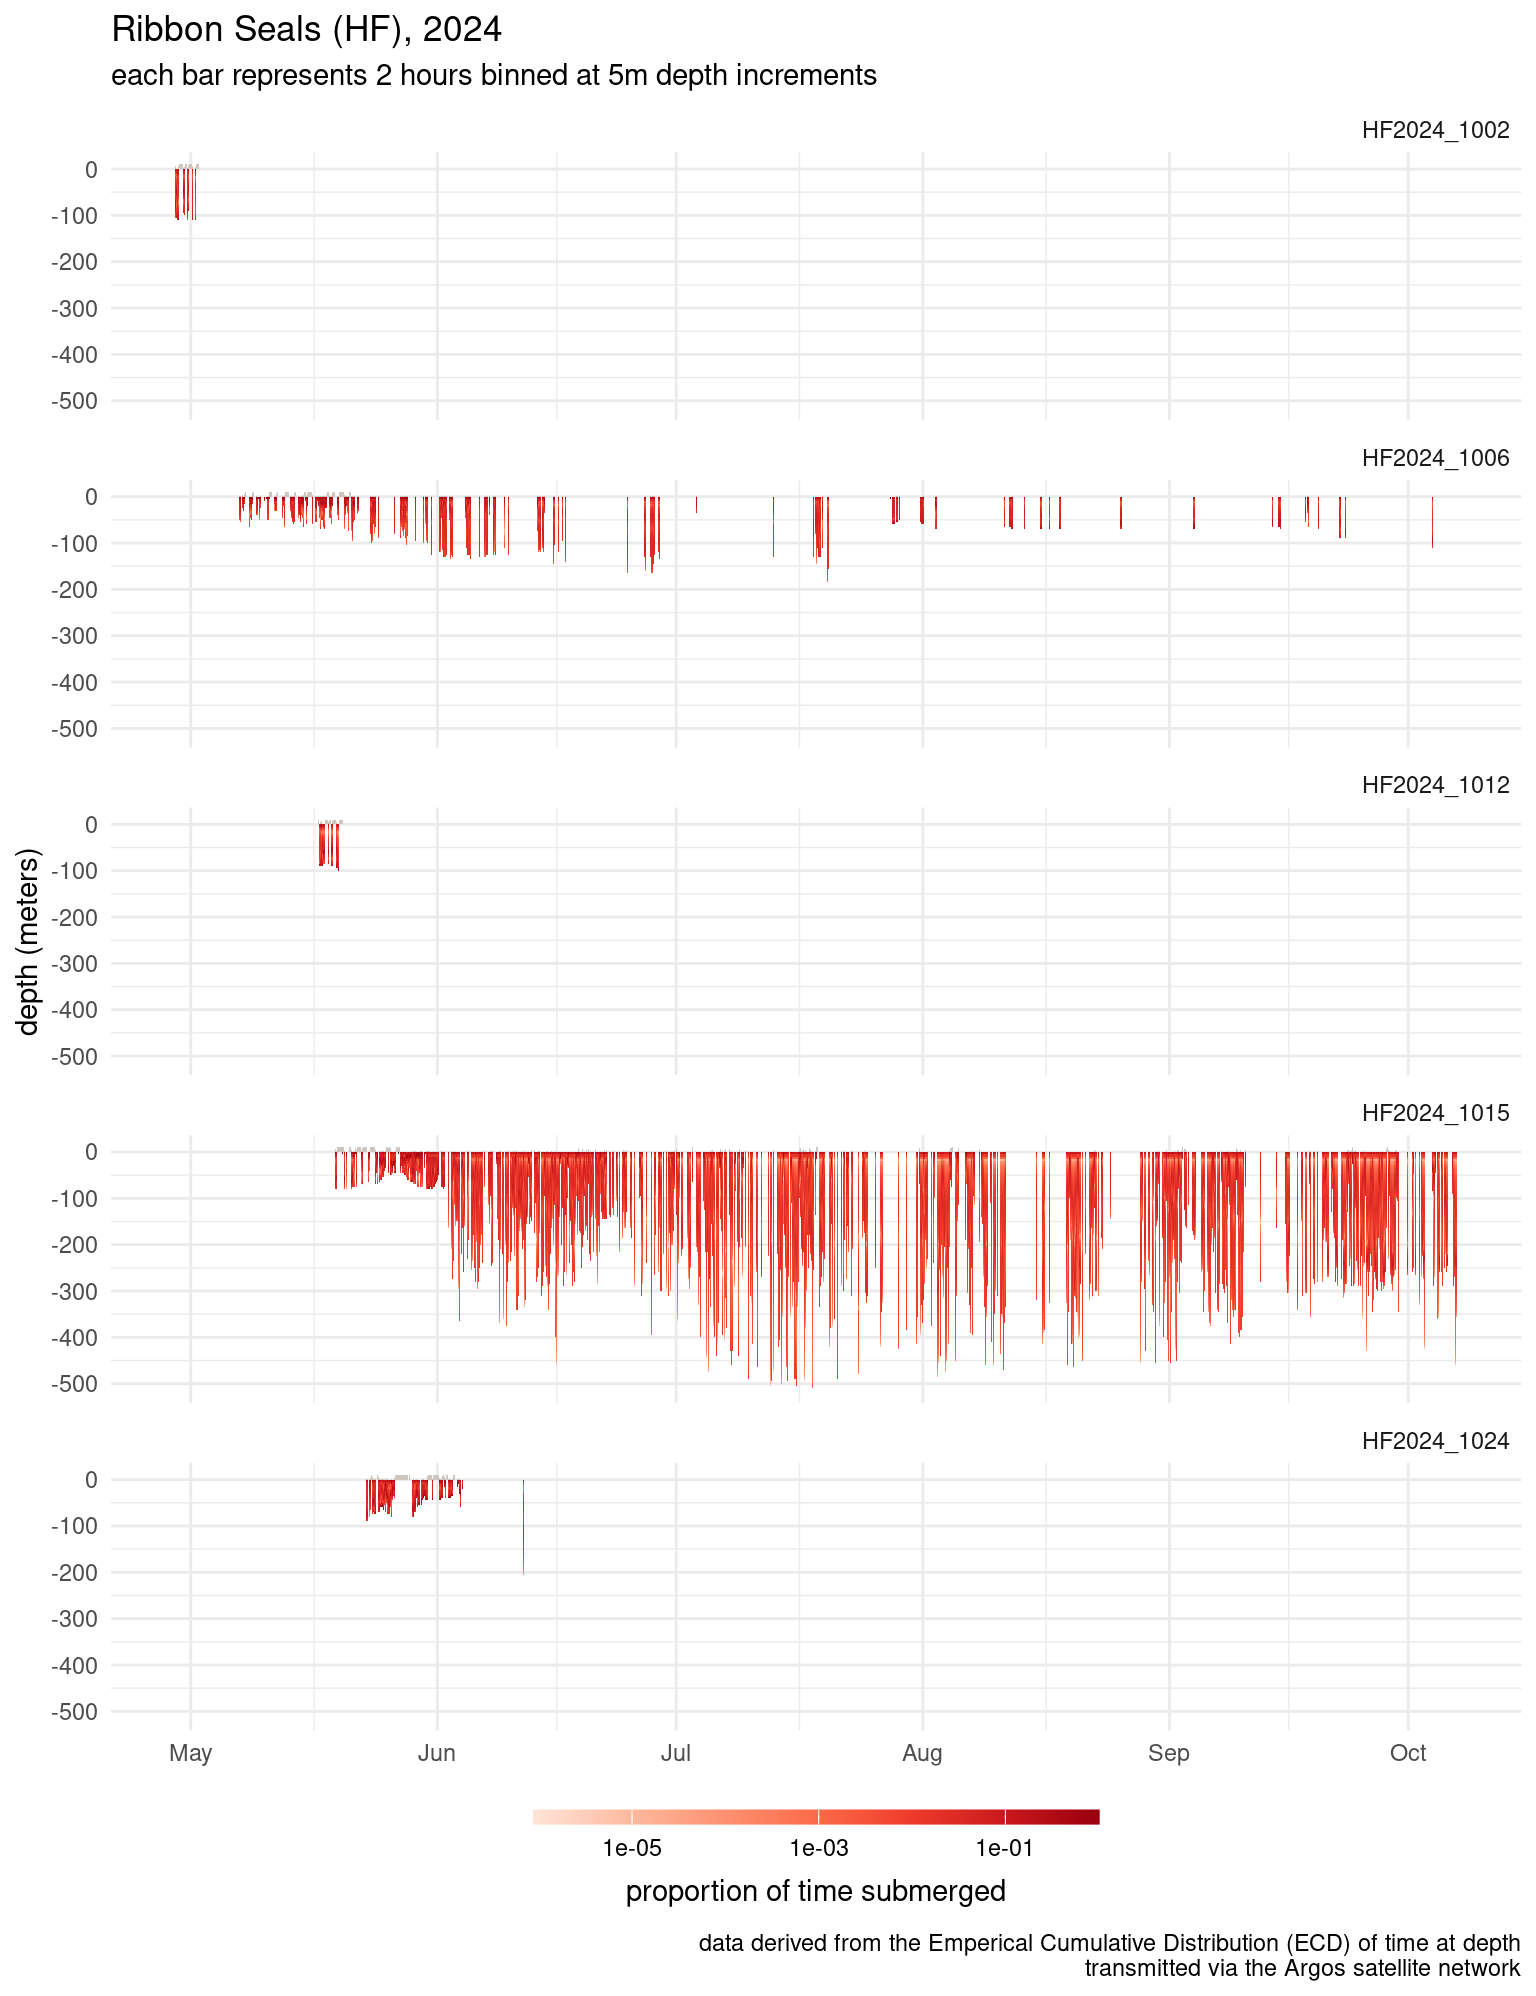 Ribbon Seals (HF), 2024
each bar represents 2 hours binned at 5m depth increments
depth (meters)
HF2024_1002
0
-100
-200
-300
-400
-500
HF2024_1006
0
-100
-200
-300
-400
-500
HF2024_1012
0
-100
-200
-300
-400
-500
HF2024_1015
0
-100
-200
-300
-400
-500
HF2024_1024
0
-100
-200
-300
-400
-500
May Jun Jul Aug Sep Oct
1e-05 1e-03 1e-01
proportion of time submerged
data derived from the Emperical Cumulative Distribution (ECD) of time at depth
transmitted via the Argos satellite network